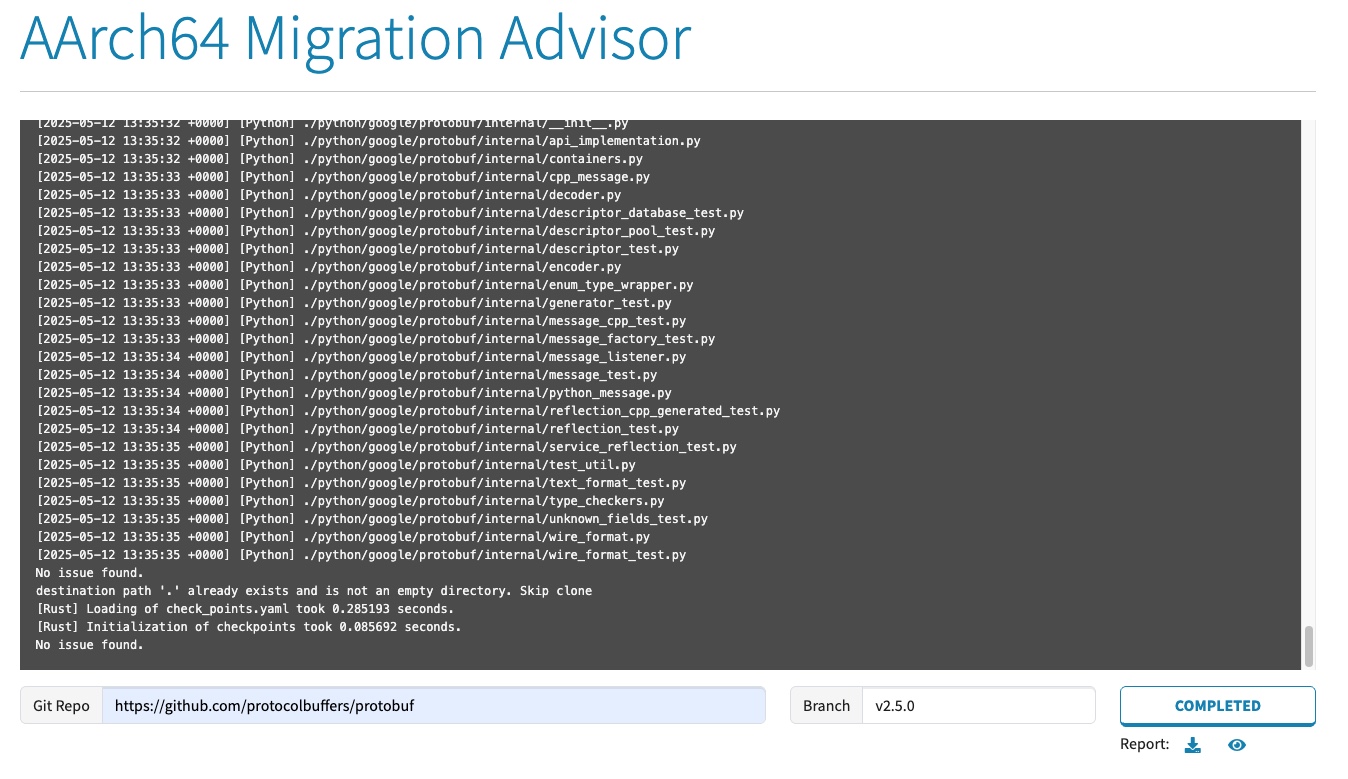 AArch64 Migration Advisor
[2025-05-12 13:35:32 +0000] [Python] ./python/google/protobuf/internal/__init__.py
[2025-05-12 13:35:32 +0000] [Python] ./python/google/protobuf/internal/api_implementation.py
[2025-05-12 13:35:32 +0000] [Python] ./python/google/protobuf/internal/containers.py
[2025-05-12 13:35:33 +0000] [Python] ./python/google/protobuf/internal/cpp_message.py
[2025-05-12 13:35:33 +0000] [Python] ./python/google/protobuf/internal/decoder.py
[2025-05-12 13:35:33 +0000] [Python] ./python/google/protobuf/internal/descriptor_database_test.py
[2025-05-12 13:35:33 +0000] [Python] ./python/google/protobuf/internal/descriptor_pool_test.py
[2025-05-12 13:35:33 +0000] [Python] ./python/google/protobuf/internal/descriptor_test.py
[2025-05-12 13:35:33 +0000] [Python] ./python/google/protobuf/internal/encoder.py
[2025-05-12 13:35:33 +0000] [Python] ./python/google/protobuf/internal/enum_type_wrapper.py
[2025-05-12 13:35:33 +0000] [Python] ./python/google/protobuf/internal/generator_test.py
[2025-05-12 13:35:33 +0000] [Python] ./python/google/protobuf/internal/message_cpp_test.py
[2025-05-12 13:35:33 +0000] [Python] ./python/google/protobuf/internal/message_factory_test.py
[2025-05-12 13:35:34 +0000] [Python] ./python/google/protobuf/internal/message_listener.py
[2025-05-12 13:35:34 +0000] [Python] ./python/google/protobuf/internal/message_test.py
[2025-05-12 13:35:34 +0000] [Python] ./python/google/protobuf/internal/python_message.py
[2025-05-12 13:35:34 +0000] [Python] ./python/google/protobuf/internal/reflection_cpp_generated_test.py
[2025-05-12 13:35:34 +0000] [Python] ./python/google/protobuf/internal/reflection_test.py
[2025-05-12 13:35:35 +0000] [Python] ./python/google/protobuf/internal/service_reflection_test.py
[2025-05-12 13:35:35 +0000] [Python] ./python/google/protobuf/internal/test_util.py
[2025-05-12 13:35:35 +0000] [Python] ./python/google/protobuf/internal/text_format_test.py
[2025-05-12 13:35:35 +0000] [Python] ./python/google/protobuf/internal/type_checkers.py
[2025-05-12 13:35:35 +0000] [Python] ./python/google/protobuf/internal/unknown_fields_test.py
[2025-05-12 13:35:35 +0000] [Python] ./python/google/protobuf/internal/wire_format.py
[2025-05-12 13:35:35 +0000] [Python] ./python/google/protobuf/internal/wire_format_test.py
No issue found.
destination path '.' already exists and is not an empty directory. Skip clone
[Rust] Loading of check_points.yaml took 0.285193 seconds.
[Rust] Initialization of checkpoints took 0.085692 seconds.
No issue found.
Git Repo https://github.com/protocolbuffers/protobuf Branch v2.5.0 COMPLETED
Report: